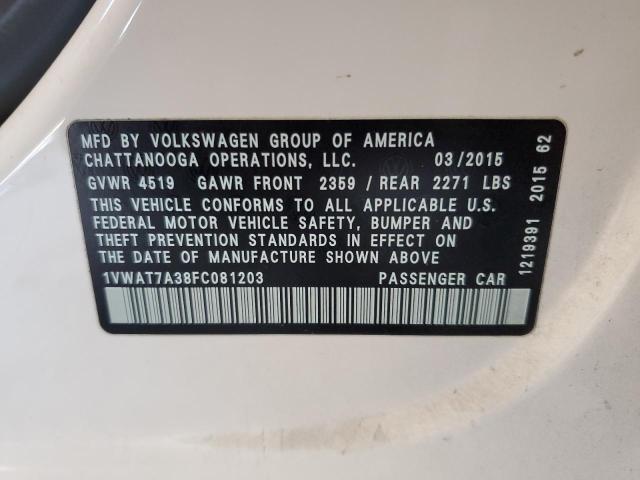 MFD BY VOLKSWAGEN GROUP OF AMERICA
CHATTANOOGA OPERATIONS, LLC. 03/2015
GVWR 4519 GAWR FRONT 2359 / REAR 2271 LBS
THIS VEHICLE CONFORMS TO ALL APPLICABLE U.S.
FEDERAL MOTOR VEHICLE SAFETY, BUMPER AND
THEFT PREVENTION STANDARDS IN EFFECT ON
THE DATE OF MANUFACTURE SHOWN ABOVE.
1VWAT7A38FC081203 PASSENGER CAR
1219391 2015 62